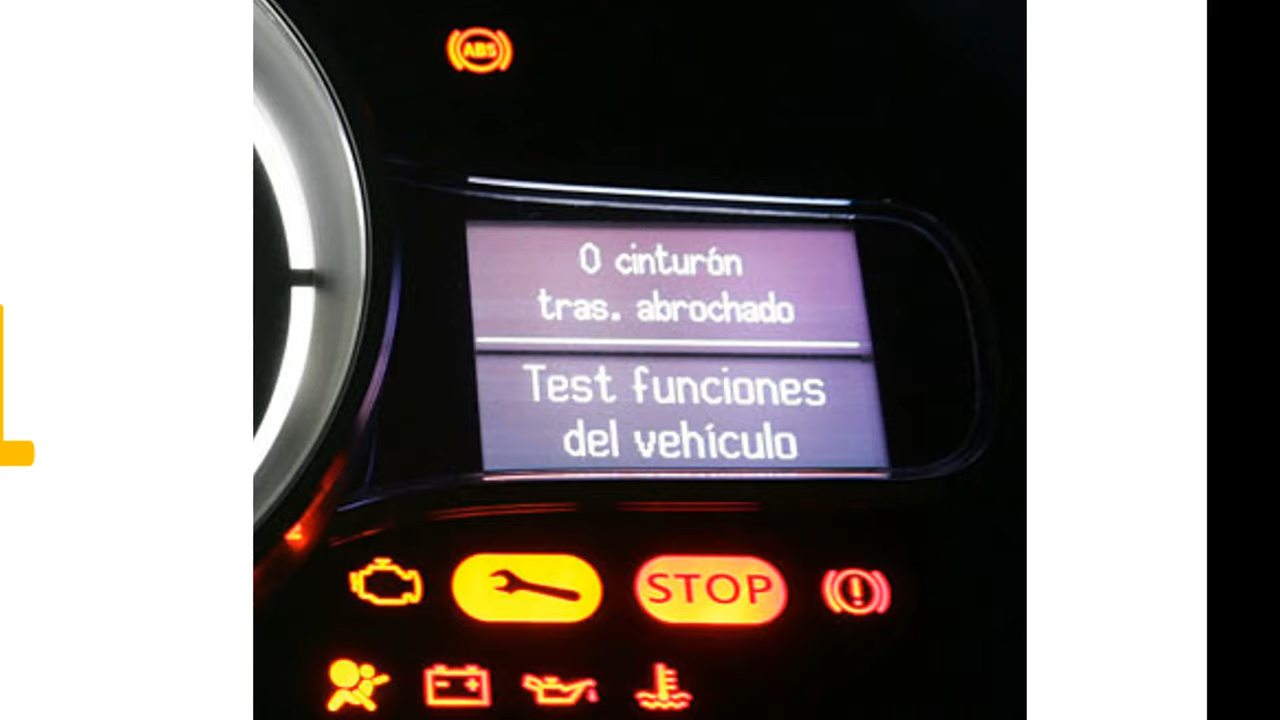 ABS
0 cinturón
tras. abrochado
Test funciones
del vehículo
STOP